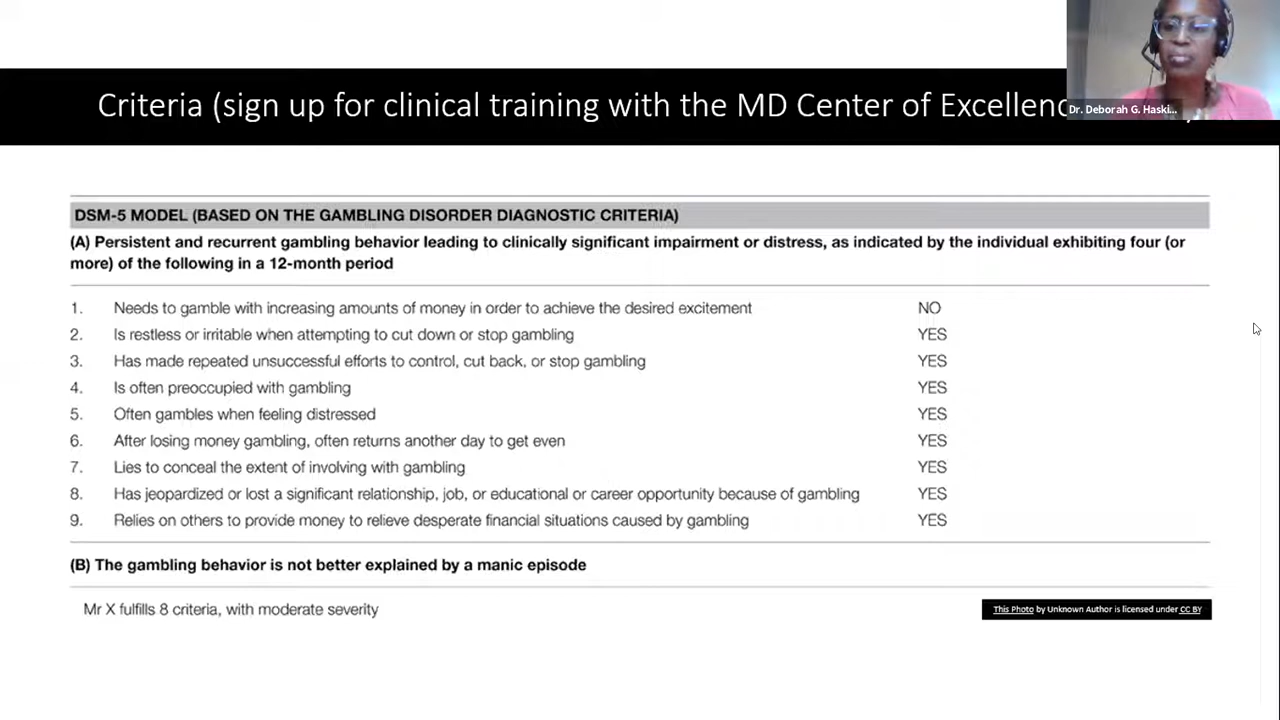 Criteria (sign up for clinical training with the MD Center of Excellenc
Dr. Deborah G. Haski...
DSM-5 MODEL (BASED ON THE GAMBLING DISORDER DIAGNOSTIC CRITERIA)
(A) Persistent and recurrent gambling behavior leading to clinically significant impairment or distress, as indicated by the individual exhibiting four (or
more) of the following in a 12-month period
1. Needs to gamble with increasing amounts of money in order to achieve the desired excitement NO
2. Is restless or irritable when attempting to cut down or stop gambling YES
3. Has made repeated unsuccessful efforts to control, cut back, or stop gambling YES
4. Is often preoccupied with gambling YES
5. Often gambles when feeling distressed YES
6. After losing money gambling, often returns another day to get even YES
7. Lies to conceal the extent of involving with gambling YES
8. Has jeopardized or lost a significant relationship, job, or educational or career opportunity because of gambling YES
9. Relies on others to provide money to relieve desperate financial situations caused by gambling YES
(B) The gambling behavior is not better explained by a manic episode
Mr X fulfills 8 criteria, with moderate severity
This Photo by Unknown Author is licensed under CC BY